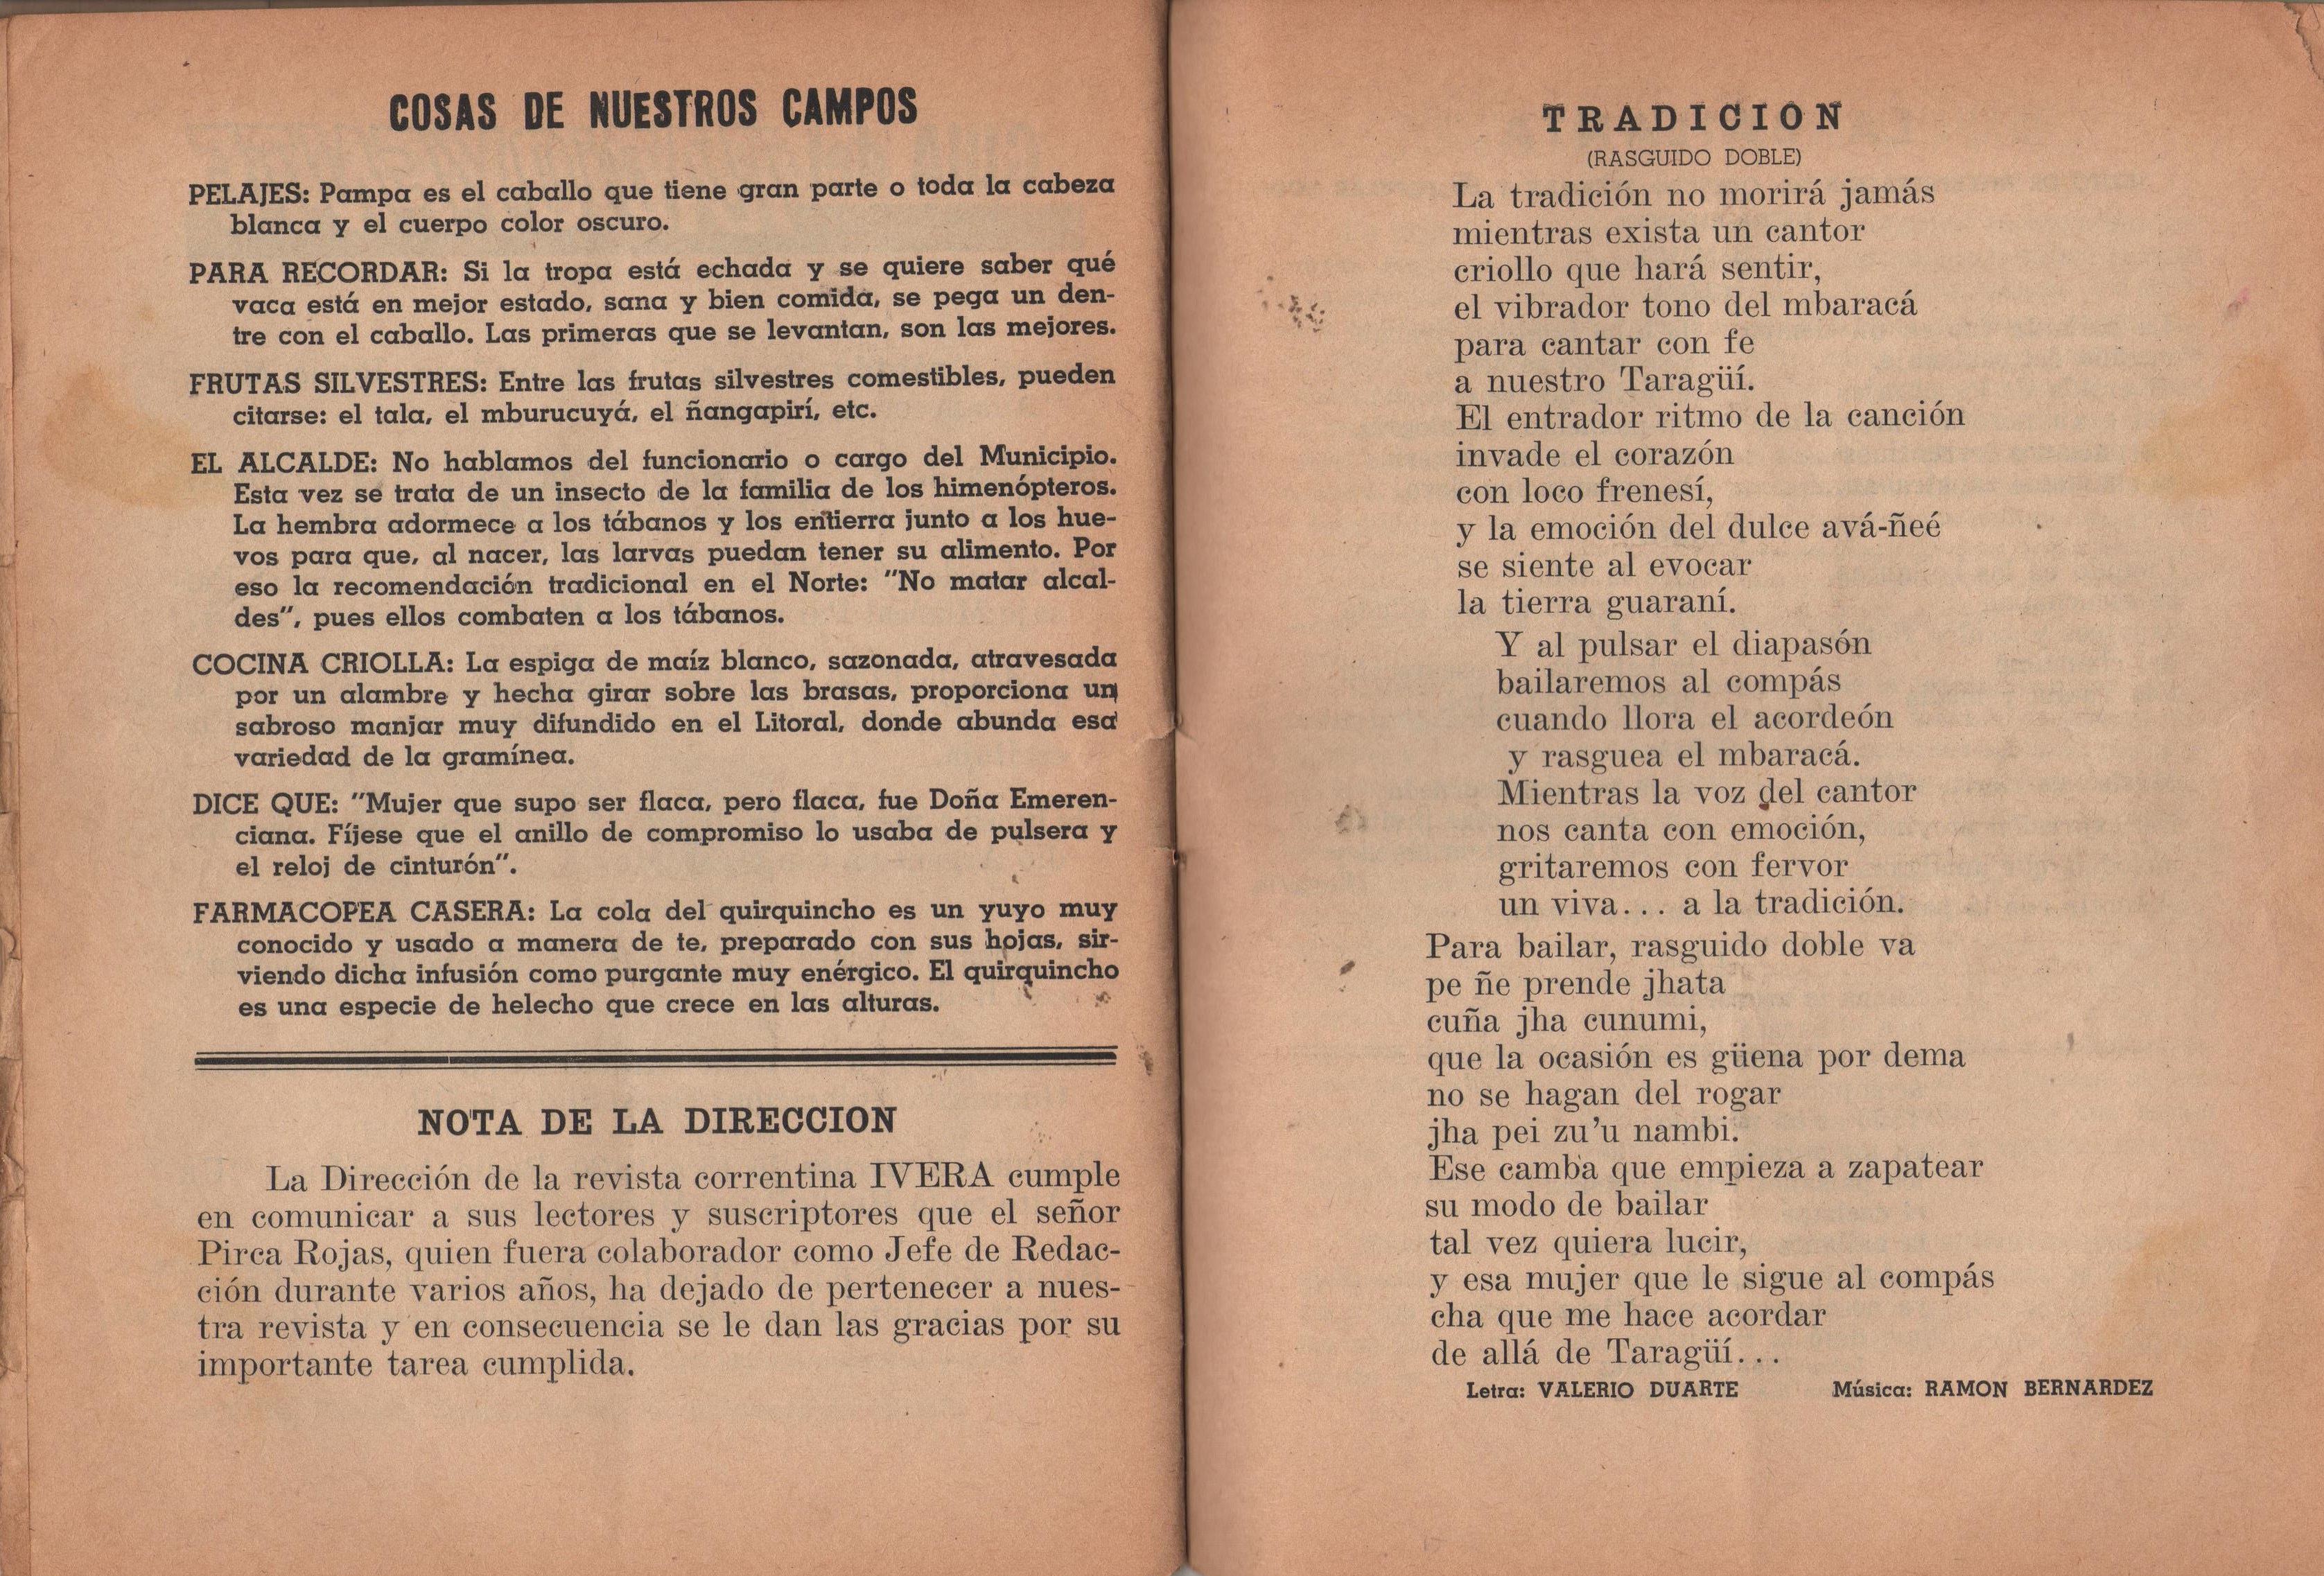 COSAS DE NUESTROS CAMPOS
PELAJES: Pampa es el caballo que tiene gran parte o toda la cabeza
blanca y el cuerpo color oscuro.
PARA RECORDAR: Si la tropa está echada y se quiere saber qué
vaca está en mejor estado, sana y bien comida, se pega un den-
tre con el caballo. Las primeras que se levantan, son las mejores.
FRUTAS SILVESTRES: Entre las frutas silvestres comestibles, pueden
citarse: el tala, el mburucuyá, el ñangapirí, etc.
EL ALCALDE: No hablamos del funcionario o cargo del Municipio.
Esta vez se trata de un insecto de la familia de los himenópteros.
La hembra adormece a los tábanos y los entierra junto a los hue-
vos para que, al nacer, las larvas puedan tener su alimento. Por
eso la recomendación tradicional en el Norte: "No matar alcal-
des", pues ellos combaten a los tábanos.
COCINA CRIOLLA: La espiga de maíz blanco, sazonada, atravesada
por un alambre y hecha girar sobre las brasas, proporciona un
sabroso manjar muy difundido en el Litoral, donde abunda esa
variedad de la gramínea.
DICE QUE: "Mujer que supo ser flaca, pero flaca, fue Doña Emeren-
ciana. Fíjese que el anillo de compromiso lo usaba de pulsera y
el reloj de cinturón".
FARMACOPEA CASERA: La cola del quirquincho es un yuyo muy
conocido y usado a manera de te, preparado con sus hojas, sir-
viendo dicha infusión como purgante muy enérgico. El quirquincho
es una especie de helecho que crece en las alturas.
NOTA DE LA DIRECCION
La Dirección de la revista correntina IVERA cumple
en comunicar a sus lectores y suscriptores que el señor
Pirca Rojas, quien fuera colaborador como Jefe de Redac-
ción durante varios años, ha dejado de pertenecer a nues-
tra revista y en consecuencia se le dan las gracias por su
importante tarea cumplida.
TRADICION
(RASGUIDO DOBLE)
La tradición no morirá jamás
mientras exista un cantor
criollo que hará sentir,
el vibrador tono del mbaracá
para cantar con fe
a nuestro Taragüí.
El entrador ritmo de la canción
invade el corazón
con loco frenesí,
y la emoción del dulce avá-ñeé
se siente al evocar
la tierra guaraní.
Y al pulsar el diapasón
bailaremos al compás
cuando llora el acordeón
y rasguea el mbaracá.
Mientras la voz del cantor
nos canta con emoción,
gritaremos con fervor
un viva... a la tradición.
Para bailar, rasguido doble va
pe ñe prende jhata
cuña jha cunumi,
que la ocasión es güena por dema
no se hagan del rogar
jha pei zu'u nambi.
Ese camba que empieza a zapatear
su modo de bailar
tal vez quiera lucir,
y esa mujer que le sigue al compás
cha que me hace acordar
de allá de Taragüí...
Letra: VALERIO DUARTE Música: RAMON BERNARDEZ